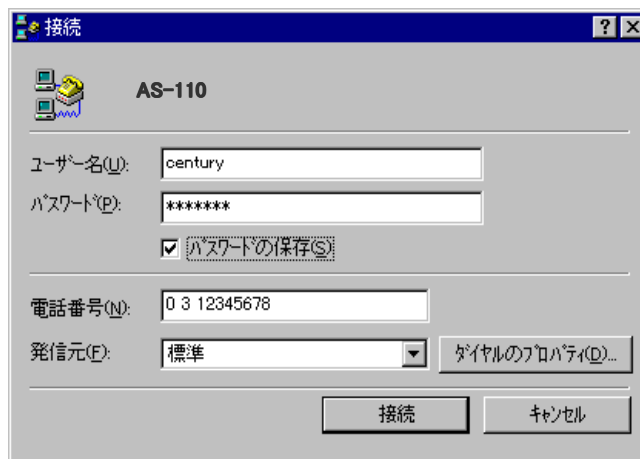 接続
AS-110
ユーザー名(U): century
パスワード(P): *******
パスワードの保存(S)
電話番号(N): 0 3 12345678
発信元(F): 標準 ダイヤルのプロパティ(D)...
接続 キャンセル